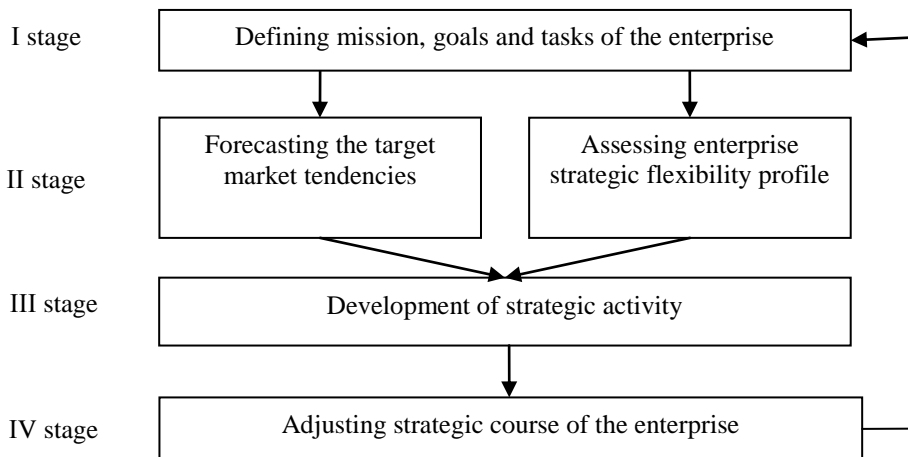 I stage
Defining mission, goals and tasks of the enterprise
II stage
Forecasting the target
market tendencies
Assessing enterprise
strategic flexibility profile
III stage
Development of strategic activity
IV stage
Adjusting strategic course of the enterprise